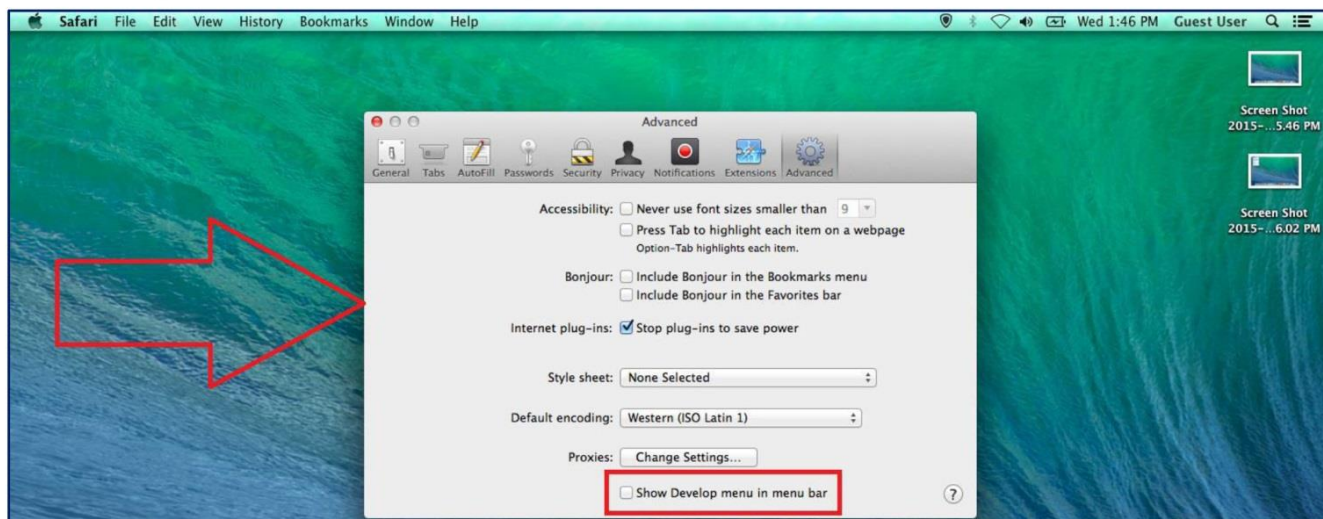 Safari File Edit View History Bookmarks Window Help Wed 1:46 PM Guest User
Screen Shot
2015-...5.46 PM
Screen Shot
2015-...6.02 PM
Advanced
General Tabs AutoFill Passwords Security Privacy Notifications Extensions Advanced
Accessibility: Never use font sizes smaller than 9
Press Tab to highlight each item on a webpage
Option-Tab highlights each item.
Bonjour: Include Bonjour in the Bookmarks menu
Include Bonjour in the Favorites bar
Internet plug-ins: Stop plug-ins to save power
Style sheet: None Selected
Default encoding: Western (ISO Latin 1)
Proxies: Change Settings...
Show Develop menu in menu bar
?